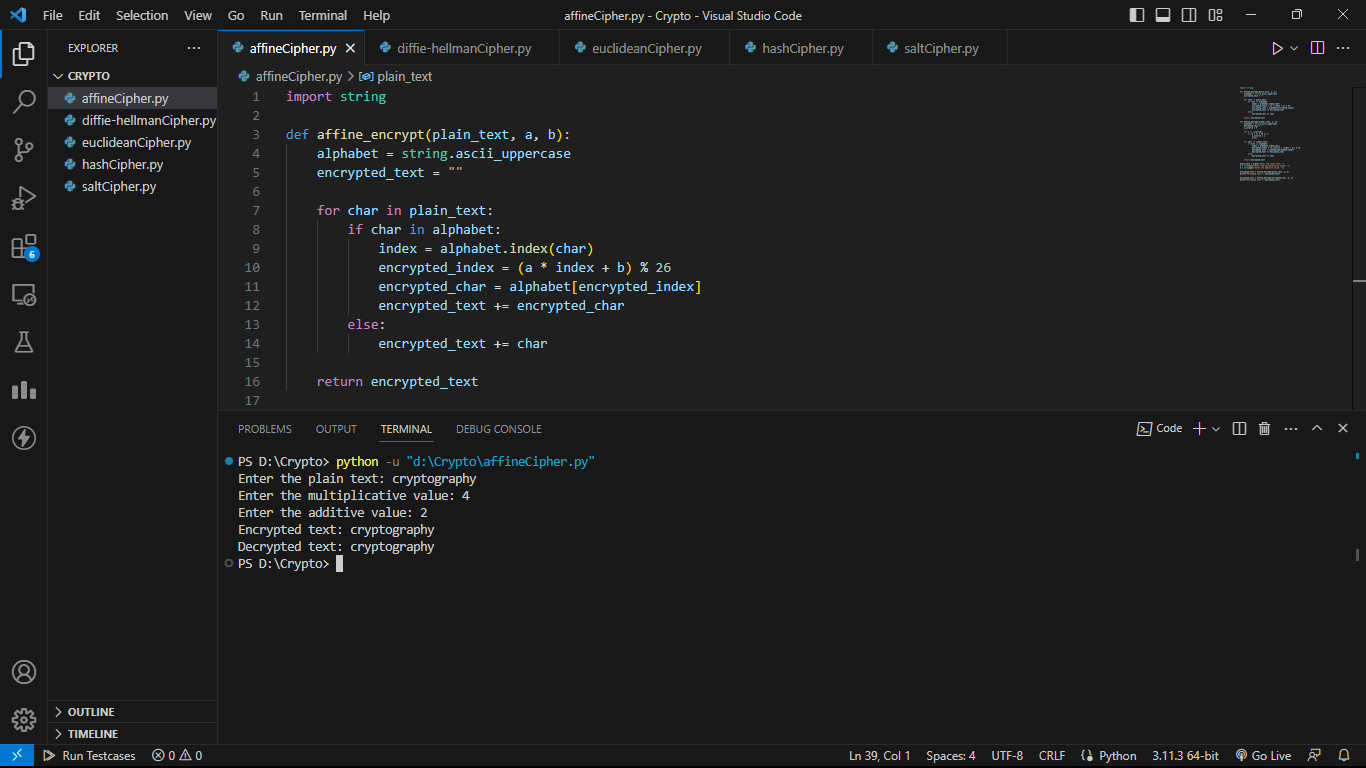 File Edit Selection View Go Run Terminal Help
affineCipher.py - Crypto - Visual Studio Code
EXPLORER
CRYPTO
affineCipher.py
diffie-hellmanCipher.py
euclideanCipher.py
hashCipher.py
saltCipher.py
6
OUTLINE
TIMELINE
affineCipher.py diffie-hellmanCipher.py euclideanCipher.py hashCipher.py saltCipher.py
affineCipher.py > plain_text
1 import string
2
3 def affine_encrypt(plain_text, a, b):
4     alphabet = string.ascii_uppercase
5     encrypted_text = ""
6
7     for char in plain_text:
8         if char in alphabet:
9             index = alphabet.index(char)
10             encrypted_index = (a * index + b) % 26
11             encrypted_char = alphabet[encrypted_index]
12             encrypted_text += encrypted_char
13         else:
14             encrypted_text += char
15
16     return encrypted_text
17
PROBLEMS OUTPUT TERMINAL DEBUG CONSOLE
Code
PS D:\Crypto> python -u "d:\Crypto\affineCipher.py"
Enter the plain text: cryptography
Enter the multiplicative value: 4
Enter the additive value: 2
Encrypted text: cryptography
Decrypted text: cryptography
PS D:\Crypto>
Run Testcases 0 0 Ln 39, Col 1 Spaces: 4 UTF-8 CRLF Python 3.11.3 64-bit Go Live